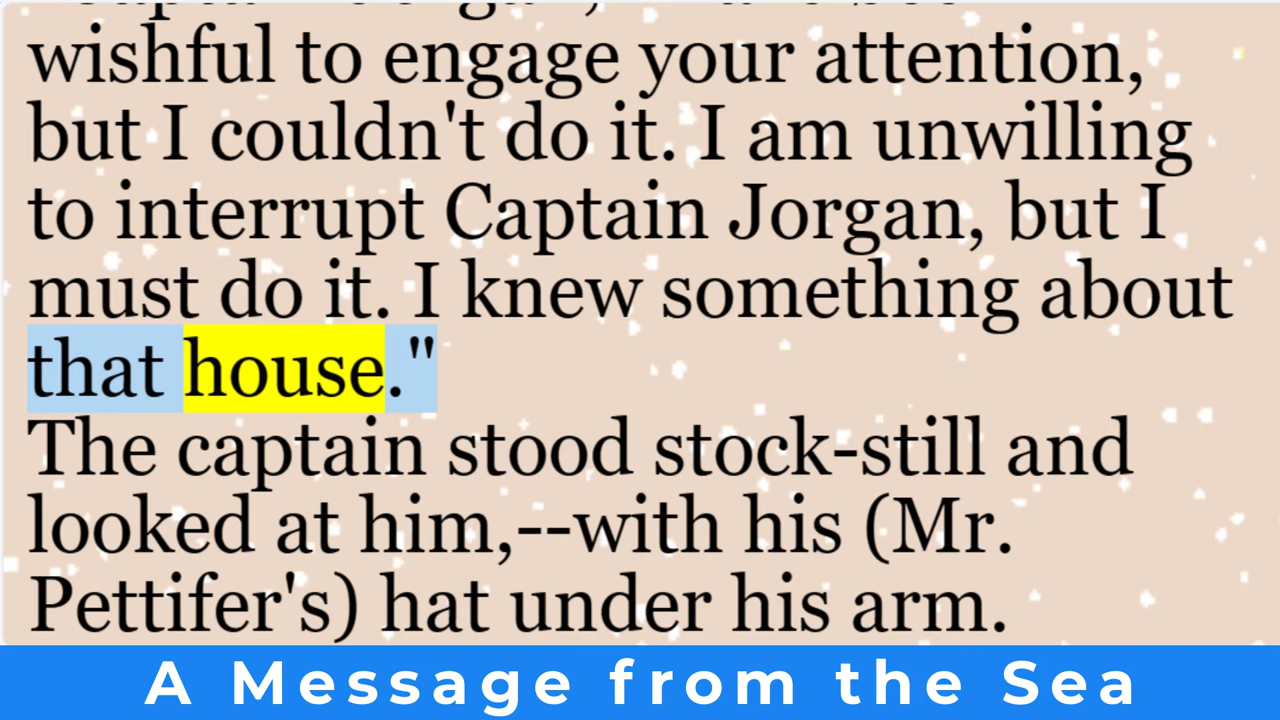 wishful to engage your attention,
but I couldn't do it. I am unwilling
to interrupt Captain Jorgan, but I
must do it. I knew something about
that house."
The captain stood stock-still and
looked at him,--with his (Mr.
Pettifer's) hat under his arm.
A Message from the Sea